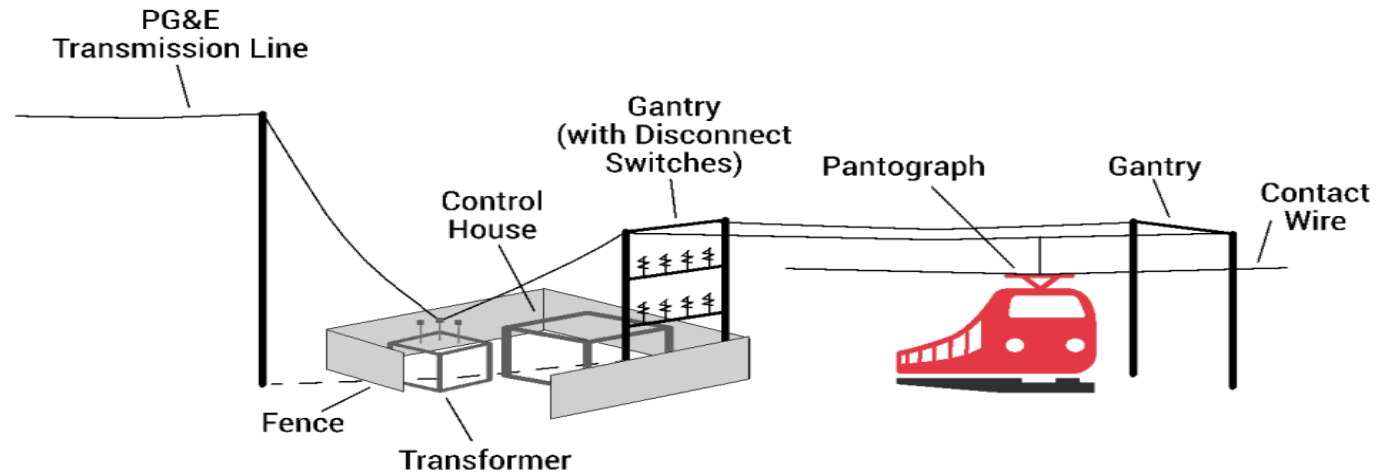 PG&E
Transmission Line
Gantry
(with Disconnect
Switches)
Control
House
Pantograph
Gantry
Contact
Wire
Fence
Transformer